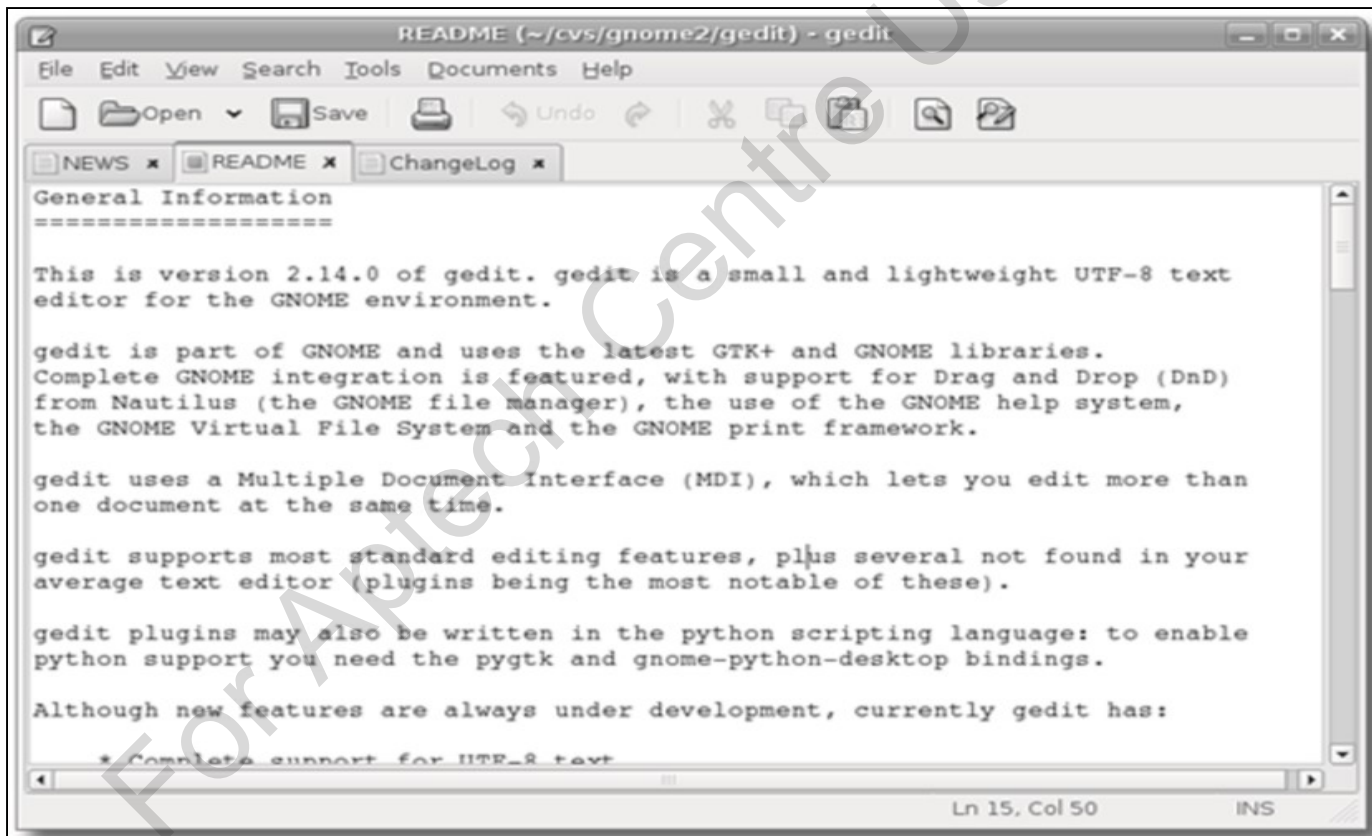 README (~/cvs/gnome2/gedit) - gedit
File Edit View Search Tools Documents Help
Open Save Undo
NEWS README ChangeLog
General Information
===================
This is version 2.14.0 of gedit. gedit is a small and lightweight UTF-8 text
editor for the GNOME environment.
gedit is part of GNOME and uses the latest GTK+ and GNOME libraries.
Complete GNOME integration is featured, with support for Drag and Drop (DnD)
from Nautilus (the GNOME file manager), the use of the GNOME help system,
the GNOME Virtual File System and the GNOME print framework.
gedit uses a Multiple Document Interface (MDI), which lets you edit more than
one document at the same time.
gedit supports most standard editing features, plus several not found in your
average text editor (plugins being the most notable of these).
gedit plugins may also be written in the python scripting language: to enable
python support you need the pygtk and gnome-python-desktop bindings.
Although new features are always under development, currently gedit has:
* Complete support for UTF-8 text
Ln 15, Col 50 INS
For Aptech Centre